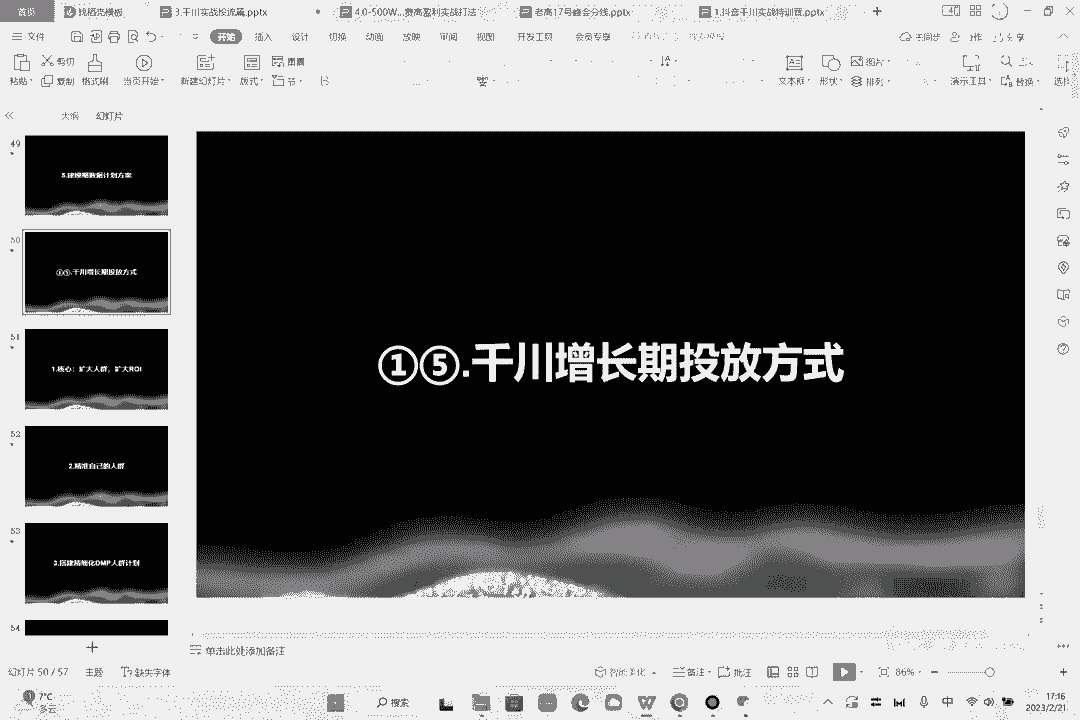 首页
找稻壳模板
3.千川实战投流篇.pptx
4.0-500W...费高盈利实战打法
老高17号峰会分线.pptx
1.抖音千川实战特训营.pptx
文件
开始
插入
设计
切换
动画
放映
审阅
视图
开发工具
会员专享
未同步
分享
粘贴
剪切
复制
格式刷
当页开始
新建幻灯片
版式
节
文本框
形状
图片
排列
演示工具
替换
大纲
幻灯片
49
5.建模期数据计划方案
50
①⑤.千川增长期投放方式
51
1.核心：扩大人群，扩大ROI
52
2.精准自己的人群
53
3.搭建精细化DMP人群计划
54
①⑤.千川增长期投放方式
单击此处添加备注
幻灯片 50 / 57
主题
缺失字体
智能美化
备注
批注
86%
7°C
多云
搜索
中
17:16
2023/2/21